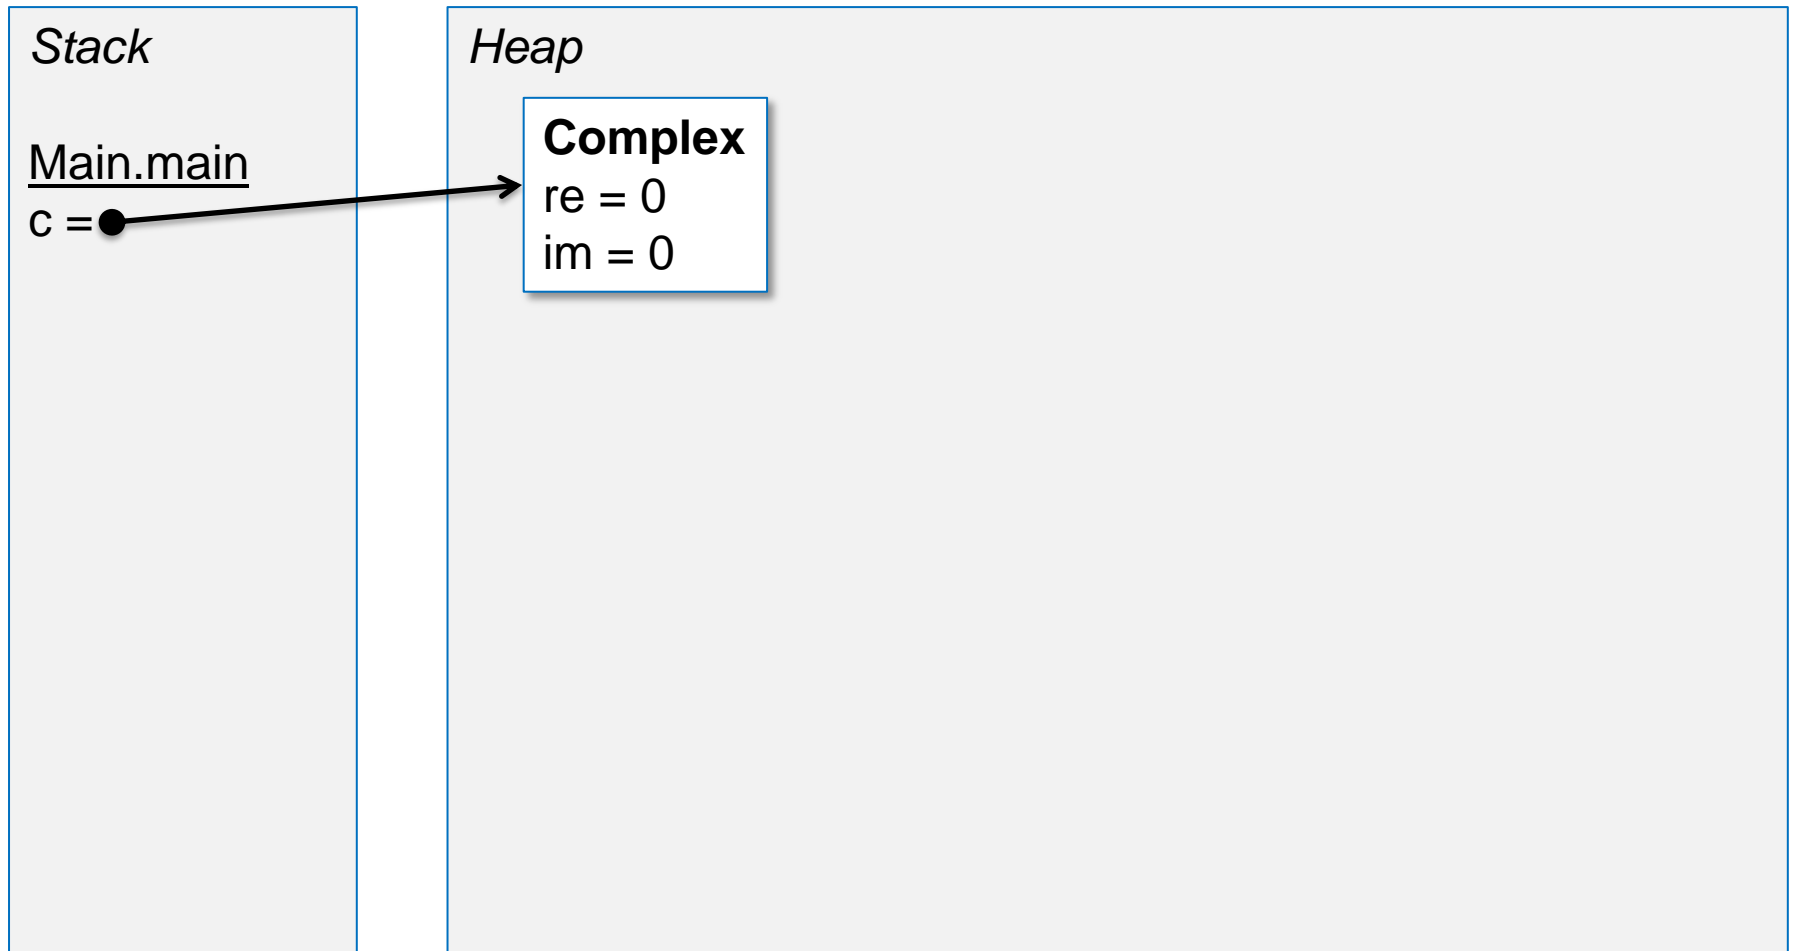 Stack
Main.main
c =
Heap
Complex
re = 0
im = 0